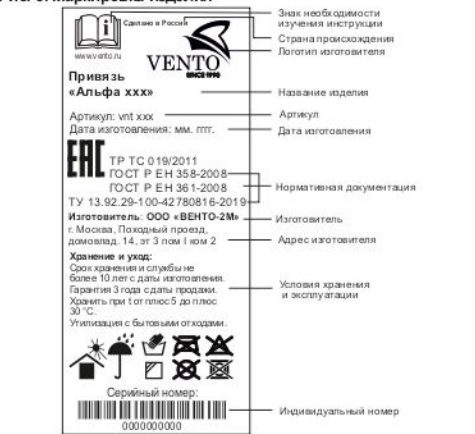 Сделано в России
www.vento.ru
VENTO
SINCE 1990
Привязь
«Альфа xxx»
Артикул: vnt xxx
Дата изготовления: мм. гггг.
EAC
ТР ТС 019/2011
ГОСТ Р ЕН 358-2008
ГОСТ Р ЕН 361-2008
ТУ 13.92.29-100-42780816-2019
Изготовитель: ООО «ВЕНТО-2М»
г. Москва, Походный проезд,
домовлад. 14, эт 3 пом I ком 2
Хранение и уход:
Срок хранения и службы не
более 10 лет с даты изготовления.
Гарантия 3 года с даты продажи.
Хранить при t от плюс 5 до плюс
30 °С.
Утилизация с бытовыми отходами.
Серийный номер:
0000000000
Знак необходимости
изучения инструкции
Страна происхождения
Логотип изготовителя
Название изделия
Артикул
Дата изготовления
Нормативная документация
Изготовитель
Адрес изготовителя
Условия хранения
и эксплуатации
Индивидуальный номер